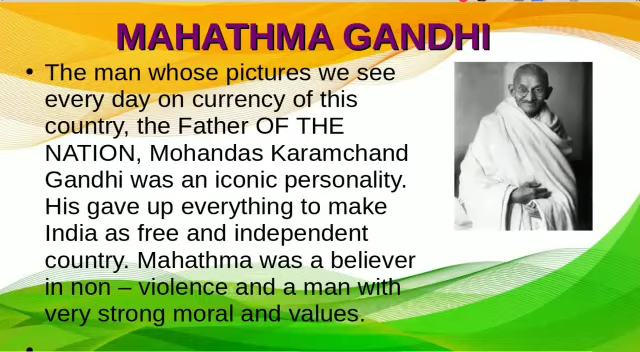 MAHATHMA GANDHI
• The man whose pictures we see
every day on currency of this
country, the Father OF THE
NATION, Mohandas Karamchand
Gandhi was an iconic personality.
His gave up everything to make
India as free and independent
country. Mahathma was a believer
in non – violence and a man with
very strong moral and values.